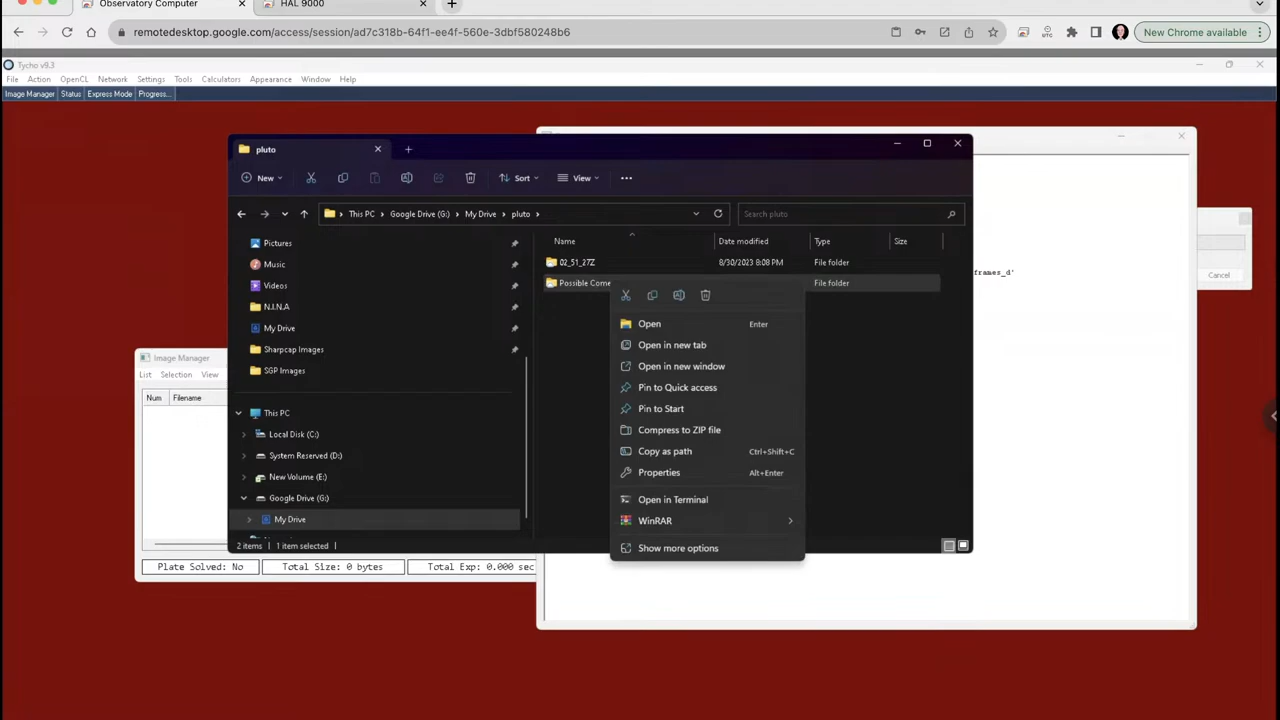 Observatory Computer
HAL 9000
remotedesktop.google.com/access/session/ad7c318b-64f1-ee4f-560e-3dbf580248b6
New Chrome available
Tycho v9.3
File Action OpenCL Network Settings Tools Calculators Appearance Window Help
Image Manager Status Express Mode Progress...
pluto
New Sort View
This PC Google Drive (G:) My Drive pluto
Search pluto
Name Date modified Type Size
02_51_27Z 8/30/2023 8:08 PM File folder
Possible Come File folder
Pictures
Music
Videos
N.I.N.A
My Drive
Sharpcap Images
SGP Images
This PC
Local Disk (C:)
System Reserved (D:)
New Volume (E:)
Google Drive (G:)
My Drive
2 items 1 item selected
Open Enter
Open in new tab
Open in new window
Pin to Quick access
Pin to Start
Compress to ZIP file
Copy as path Ctrl+Shift+C
Properties Alt+Enter
Open in Terminal
WinRAR
Show more options
Image Manager
List Selection View
Num Filename
Plate Solved: No Total Size: 0 bytes Total Exp: 0.000 sec
frames_d'
Cancel